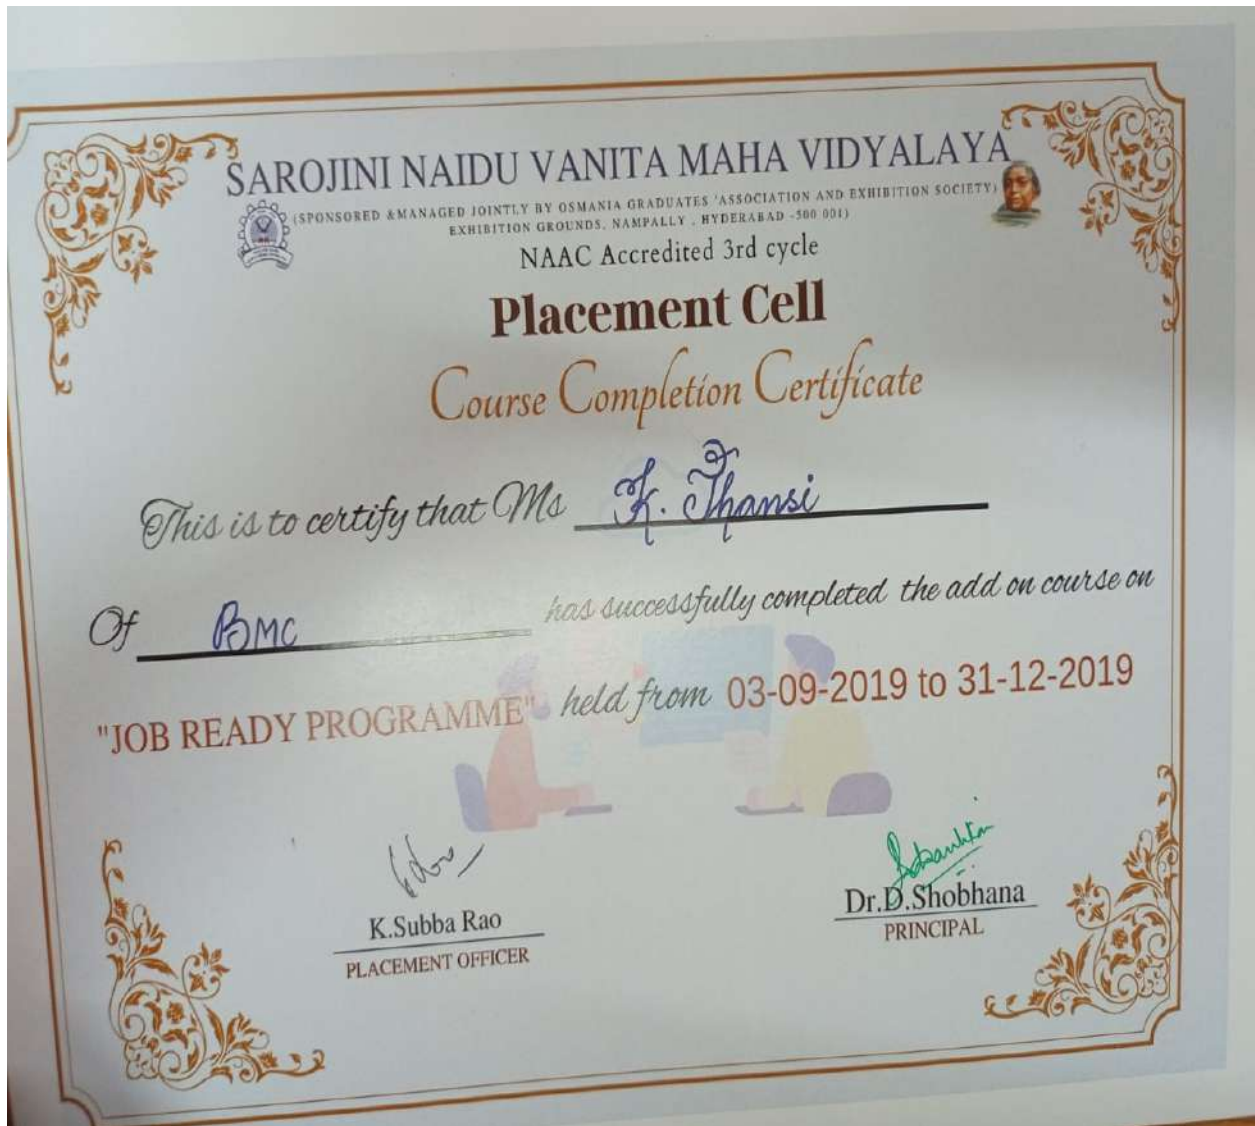 SAROJINI NAIDU VANITA MAHA VIDYALAYA
(SPONSORED &MANAGED JOINTLY BY OSMANIA GRADUATES 'ASSOCIATION AND EXHIBITION SOCIETY)
EXHIBITION GROUNDS, NAMPALLY , HYDERABAD -500 001)
NAAC Accredited 3rd cycle
Placement Cell
Course Completion Certificate
This is to certify that Ms K. Jhansi
Of BMC has successfully completed the add on course on
"JOB READY PROGRAMME" held from 03-09-2019 to 31-12-2019
K.Subba Rao
PLACEMENT OFFICER
Dr.D.Shobhana
PRINCIPAL